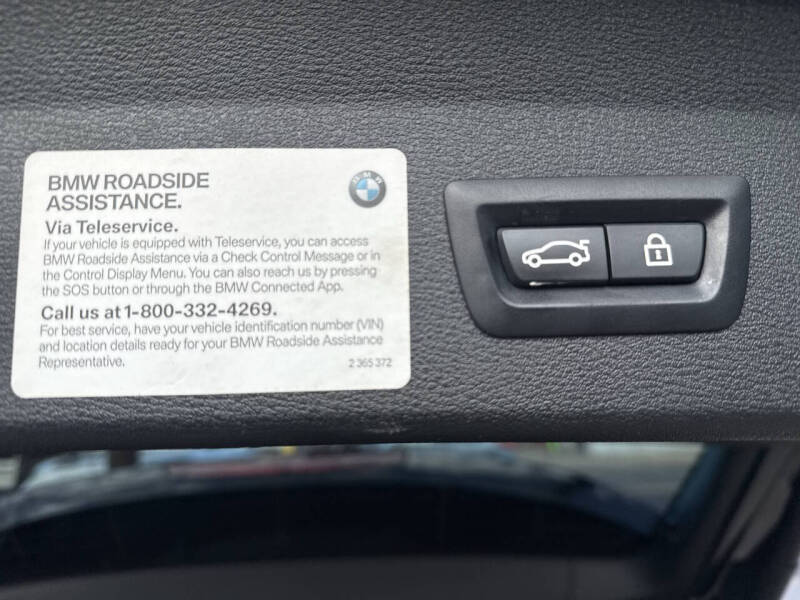 BMW ROADSIDE
ASSISTANCE.
BMW
Via Teleservice.
If your vehicle is equipped with Teleservice, you can access
BMW Roadside Assistance via a Check Control Message or in
the Control Display Menu. You can also reach us by pressing
the SOS button or through the BMW Connected App.
Call us at 1-800-332-4269.
For best service, have your vehicle identification number (VIN)
and location details ready for your BMW Roadside Assistance
Representative.
2 365 372